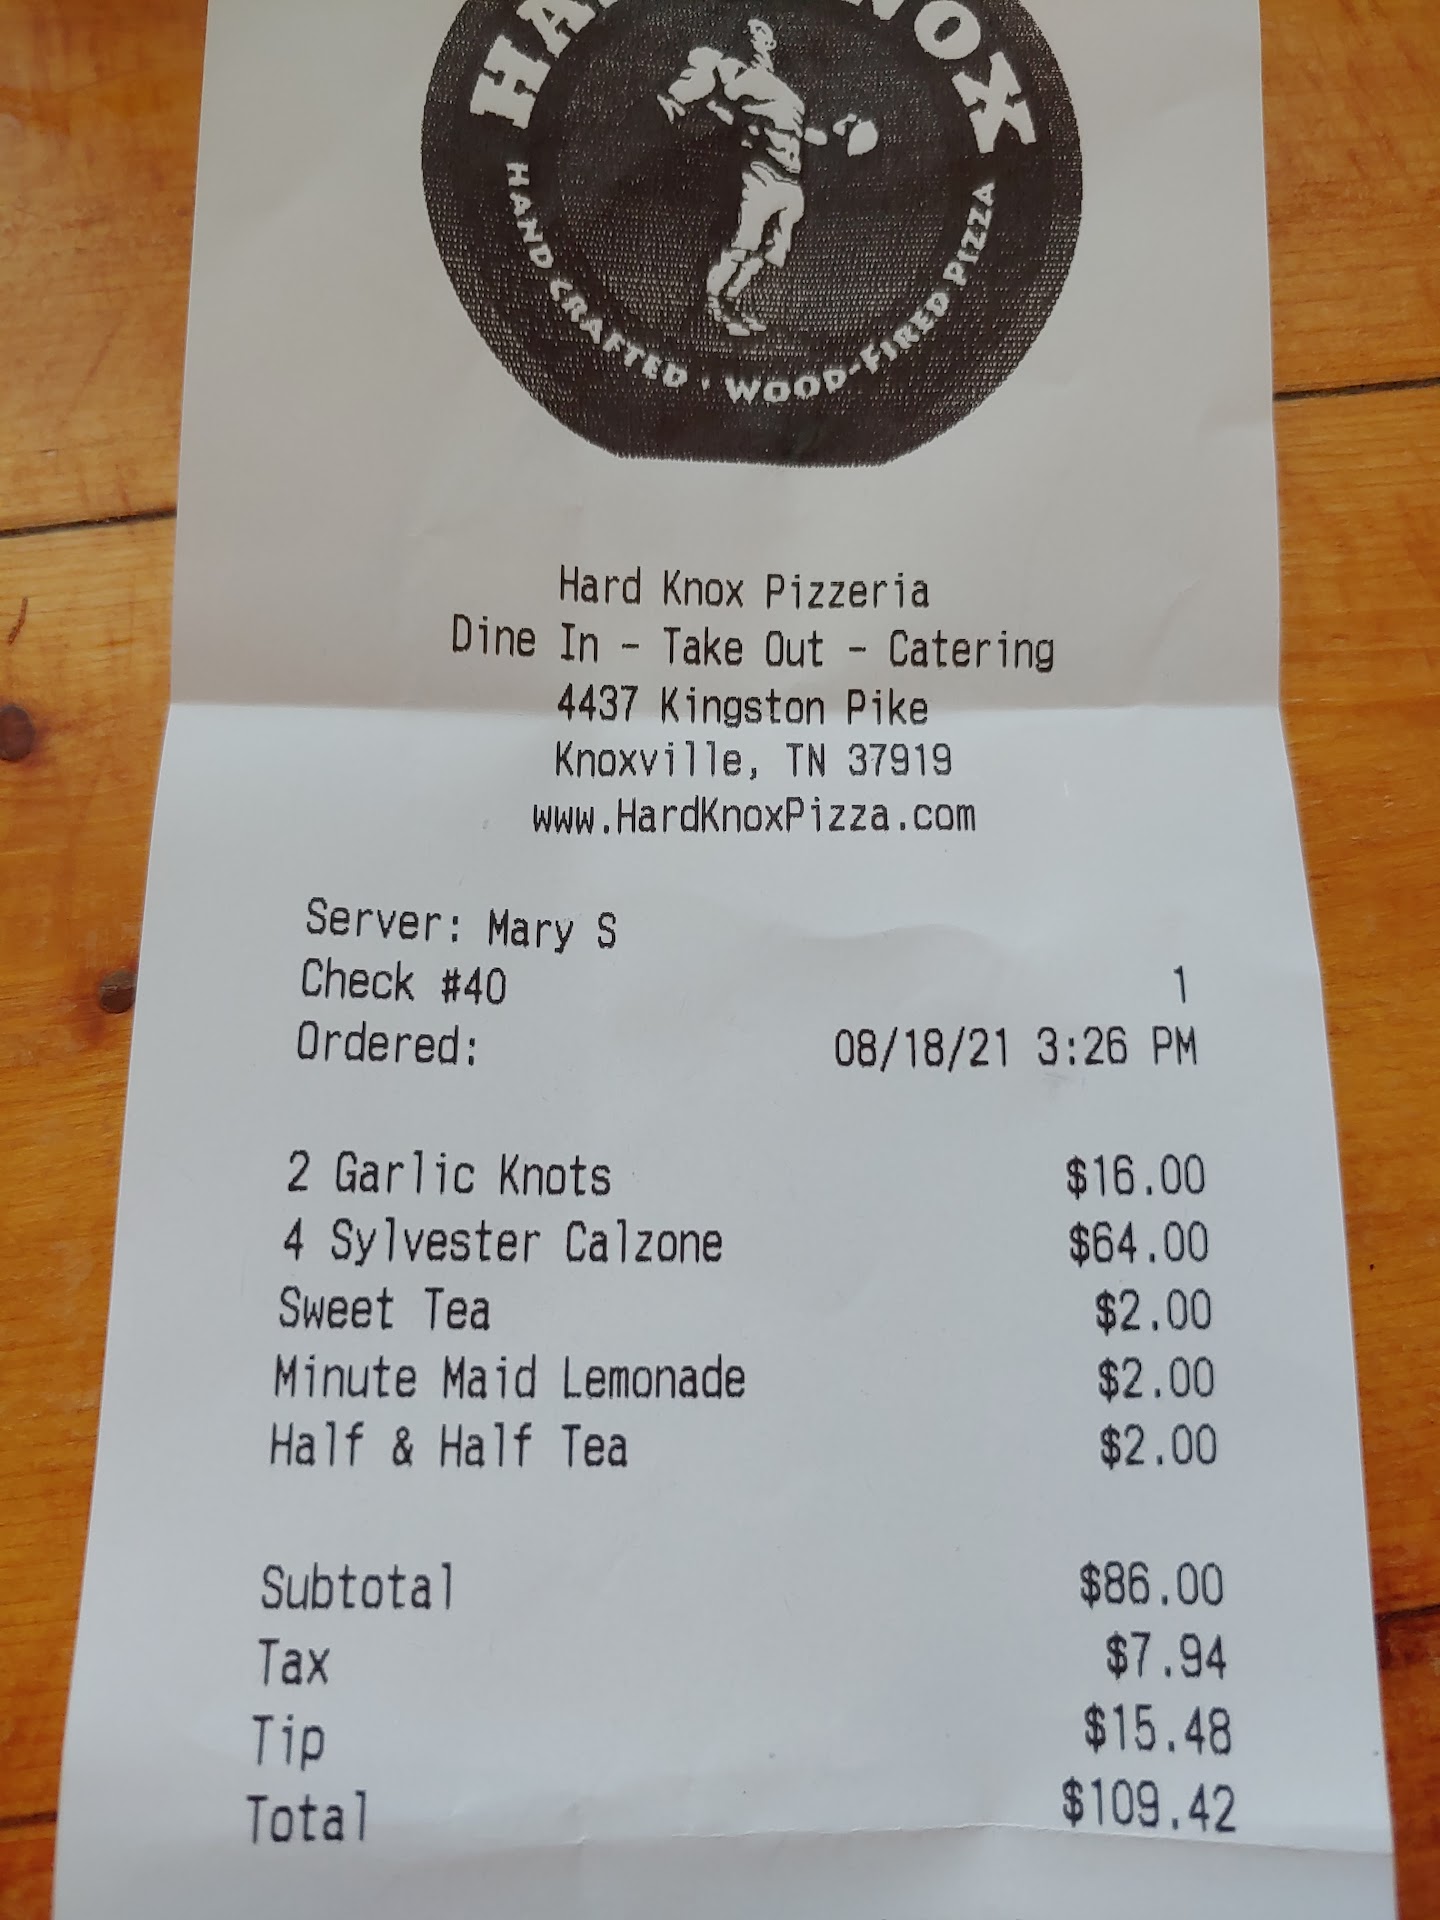 HARD KNOX
HAND CRAFTED · WOOD-FIRED PIZZA
Hard Knox Pizzeria
Dine In - Take Out - Catering
4437 Kingston Pike
Knoxville, TN 37919
www.HardKnoxPizza.com
Server: Mary S
Check #40 1
Ordered: 08/18/21 3:26 PM
2 Garlic Knots $16.00
4 Sylvester Calzone $64.00
Sweet Tea $2.00
Minute Maid Lemonade $2.00
Half & Half Tea $2.00
Subtotal $86.00
Tax $7.94
Tip $15.48
Total $109.42